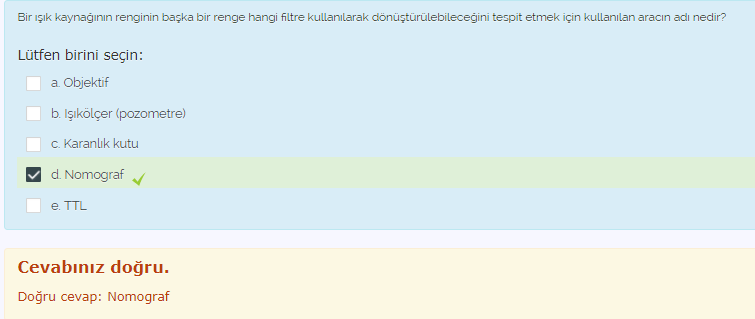 Bir ışık kaynağının renginin başka bir renge hangi filtre kullanılarak dönüştürülebileceğini tespit etmek için kullanılan aracın adı nedir?
Lütfen birini seçin:
a. Objektif
b. Işıkölçer (pozometre)
c. Karanlık kutu
d. Nomograf
e. TTL
Cevabınız doğru.
Doğru cevap: Nomograf